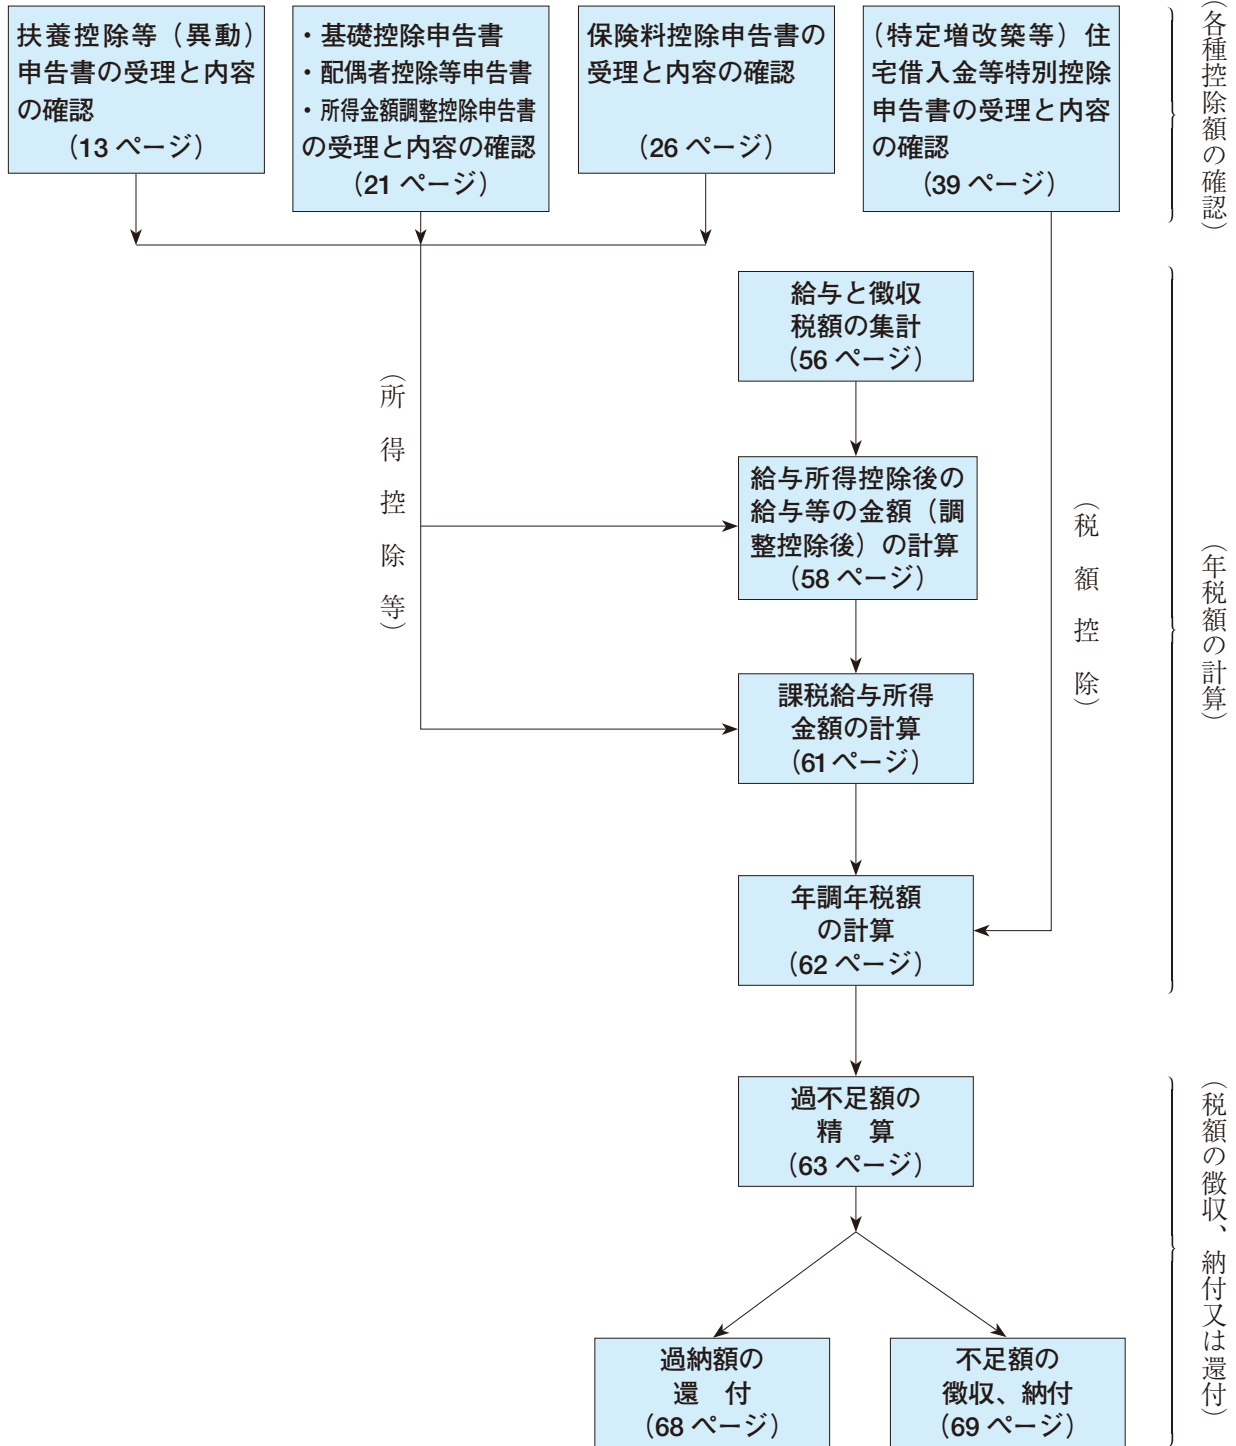 扶養控除等（異動）
申告書の受理と内容
の確認
（13 ページ）
・基礎控除申告書
・配偶者控除等申告書
・所得金額調整控除申告書
の受理と内容の確認
（21 ページ）
保険料控除申告書の
受理と内容の確認
（26 ページ）
（特定増改築等）住
宅借入金等特別控除
申告書の受理と内容
の確認
（39 ページ）
（各種控除額の確認）
給与と徴収
税額の集計
（56 ページ）
（所得控除等）
給与所得控除後の
給与等の金額（調
整控除後）の計算
（58 ページ）
（税額控除）
（年税額の計算）
課税給与所得
金額の計算
（61 ページ）
年調年税額
の計算
（62 ページ）
過不足額の
精　算
（63 ページ）
（税額の徴収、納付又は還付）
過納額の
還　付
（68 ページ）
不足額の
徴収、納付
（69 ページ）